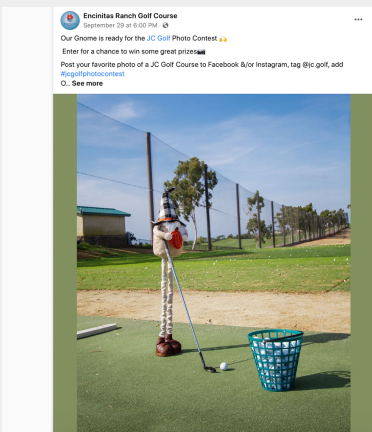 Encinitas Ranch Golf Course
September 29 at 6:00 PM ·
Our Gnome is ready for the JC Golf Photo Contest 🙌
Enter for a chance to win some great prizes📸
Post your favorite photo of a JC Golf Course to Facebook &/or Instagram, tag @jc.golf, add
#jcgolfphotocontest
O... See more